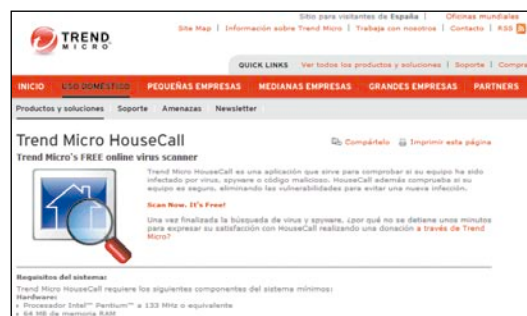 Sitio para visitantes de España | Oficinas mundiales
Site Map | Información sobre Trend Micro | Trabaje con nosotros | Contacto | RSS
TREND
MICRO
QUICK LINKS Ver todos los productos y soluciones | Soporte | Compra
INICIO USO DOMÉSTICO PEQUEÑAS EMPRESAS MEDIANAS EMPRESAS GRANDES EMPRESAS PARTNERS
Productos y soluciones Soporte Amenazas Newsletter
Trend Micro HouseCall
Compártelo Imprimir esta página
Trend Micro's FREE online virus scanner
Trend Micro HouseCall es una aplicación que sirve para comprobar si su equipo ha sido
infectado por virus, spyware o código malicioso. HouseCall además comprueba si su
equipo es seguro, eliminando las vulnerabilidades para evitar una nueva infección.
Scan Now. It's Free!
Una vez finalizada la búsqueda de virus y spyware, ¿por qué no se detiene unos minutos
para expresar su satisfacción con HouseCall realizando una donación a través de Trend
Micro?
Requisitos del sistema:
Trend Micro HouseCall requiere los siguientes componentes del sistema mínimos:
Hardware:
Procesador Intel™ Pentium™ a 133 MHz o equivalente
64 MB de memoria RAM